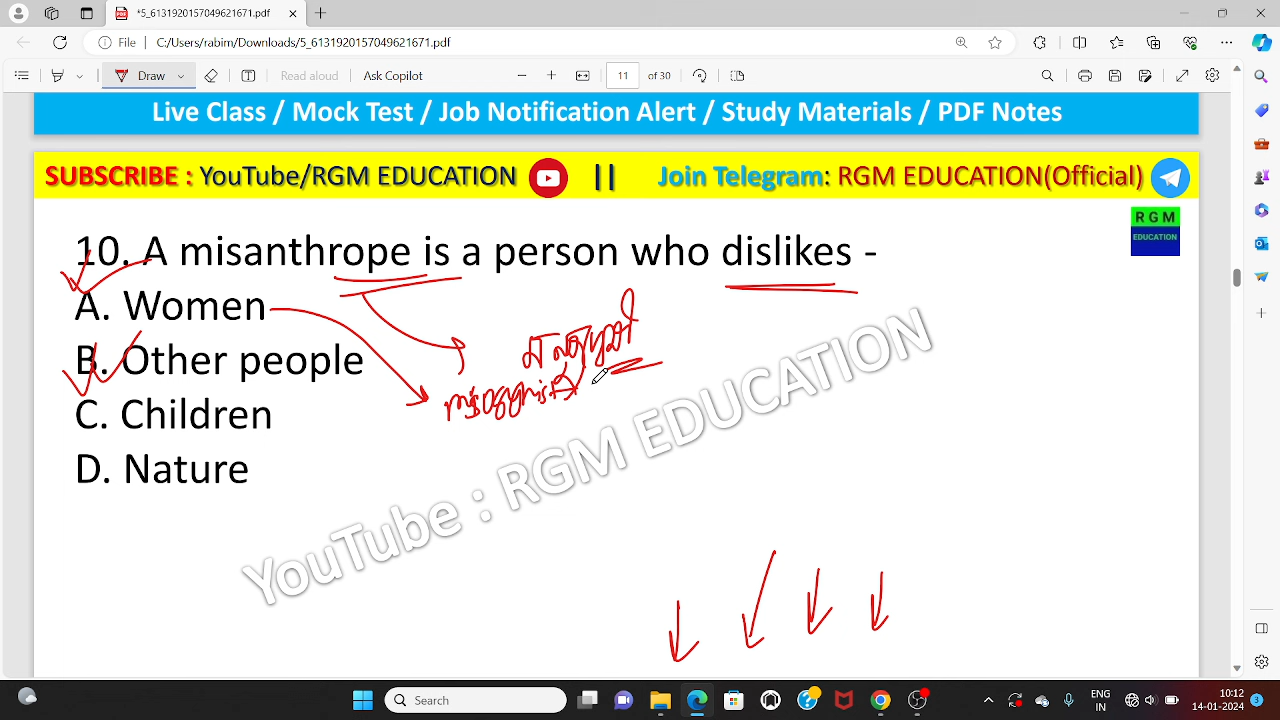 *5_6131920157049621671.pdf
File C:/Users/rabim/Downloads/5_6131920157049621671.pdf
Draw Read aloud Ask Copilot 11 of 30
Live Class / Mock Test / Job Notification Alert / Study Materials / PDF Notes
SUBSCRIBE : YouTube/RGM EDUCATION || Join Telegram: RGM EDUCATION(Official)
RGM
EDUCATION
10. A misanthrope is a person who dislikes -
A. Women
B. Other people
C. Children
D. Nature
misogynist
YouTube : RGM EDUCATION
Search
ENG
IN
10:12
14-01-2024